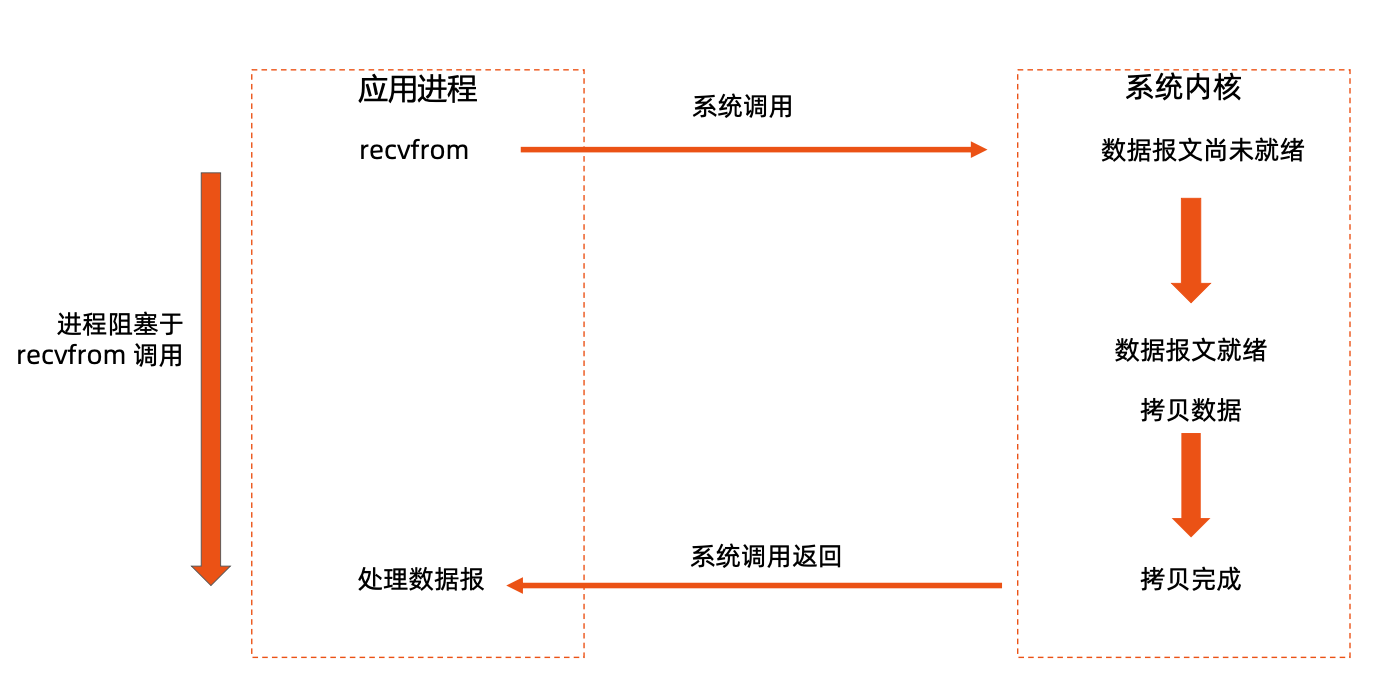 应用进程
系统调用
系统内核
recvfrom
数据报文尚未就绪
进程阻塞于
recvfrom 调用
数据报文就绪
拷贝数据
系统调用返回
处理数据报
拷贝完成